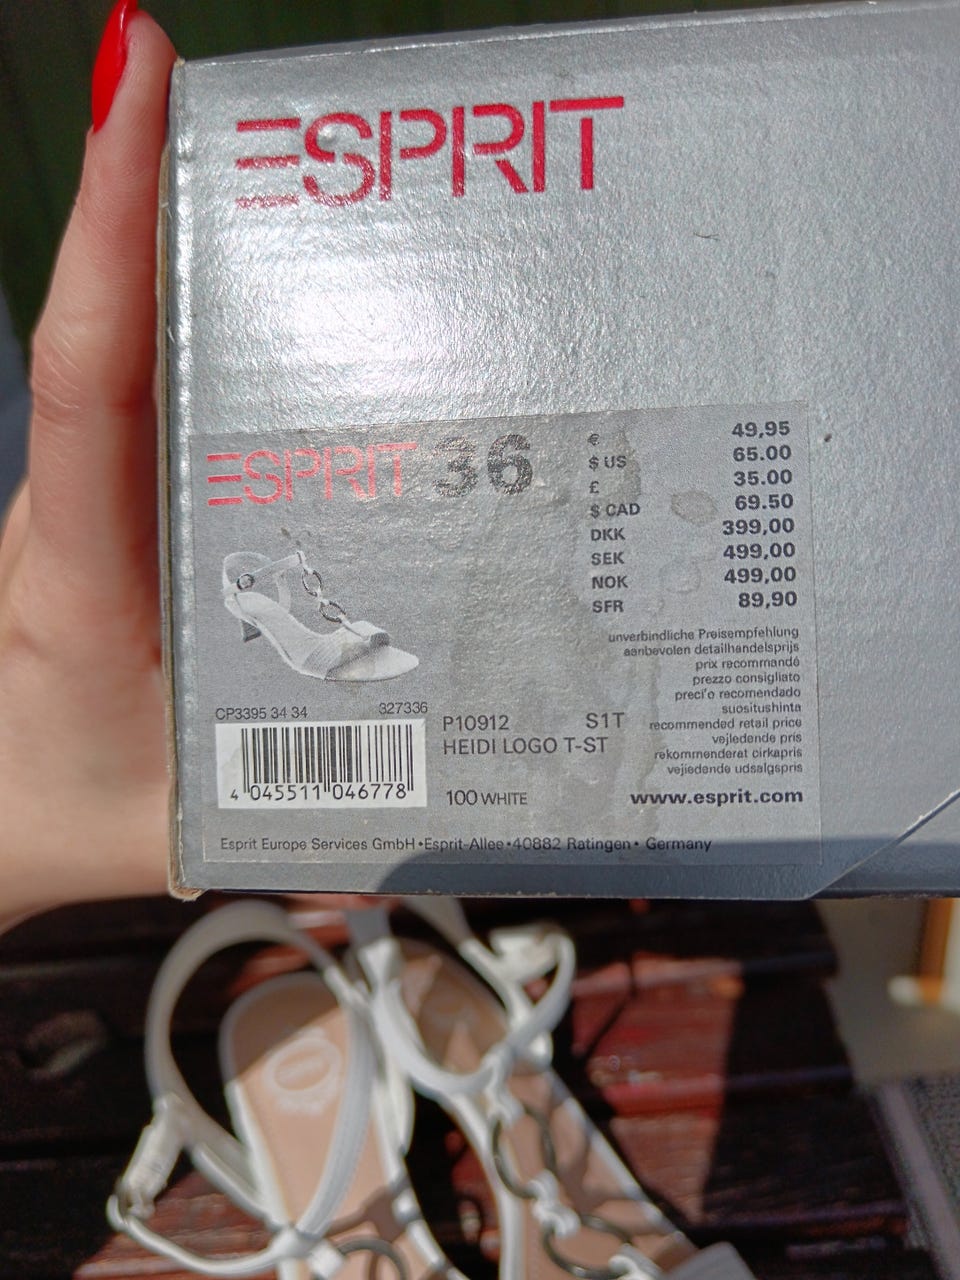 ESPRIT
ESPRIT 36
€ 49,95
$ US 65.00
£ 35.00
$ CAD 69.50
DKK 399,00
SEK 499,00
NOK 499,00
SFR 89,90
unverbindliche Preisempfehlung
aanbevolen detailhandelsprijs
prix recommandé
prezzo consigliato
preci'o recomendado
suositushinta
recommended retail price
vejledende pris
rekommenderat cirkapris
vejledende udsalgspris
CP3395 34 34 327336
4 045511 046778
P10912 S1T
HEIDI LOGO T-ST
100 WHITE
www.esprit.com
Esprit Europe Services GmbH•Esprit-Allee•40882 Ratingen• Germany